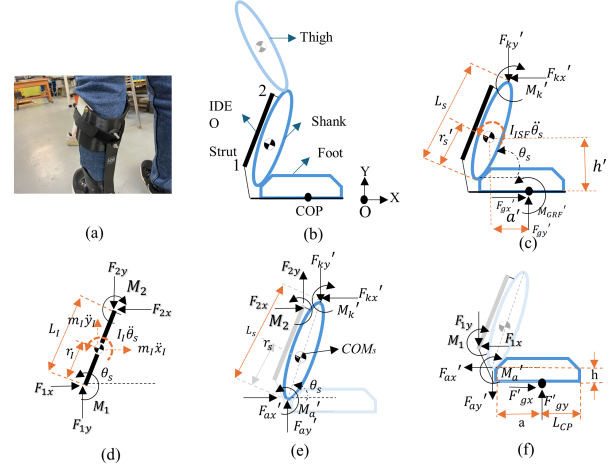 Thigh
2
IDE
O
Shank
Strut
1
Foot
Y
X
O
COP
(a)
(b)
F_ky′
F_kx′
M_k′
L_s
r_s′
I_ISF θ̈_s
θ_s
h′
F_gx′
a′
M_GRF′
F_gy′
(c)
F_2y
M_2
F_2x
m_I ÿ_I
L_I
I_I θ̈_s
r_I
m_I ẍ_I
θ_s
F_1x
M_1
F_1y
(d)
F_2y
F_ky′
F_2x
F_kx′
M_2
M_k′
L_s
r_s
COM_s
θ_s
F_ax′
M_a′
F_ay′
(e)
F_1y
M_1
F_1x
F_ax′
M_a′
F_ay′
F′_gx
F′_gy
h
a
L_CP
(f)